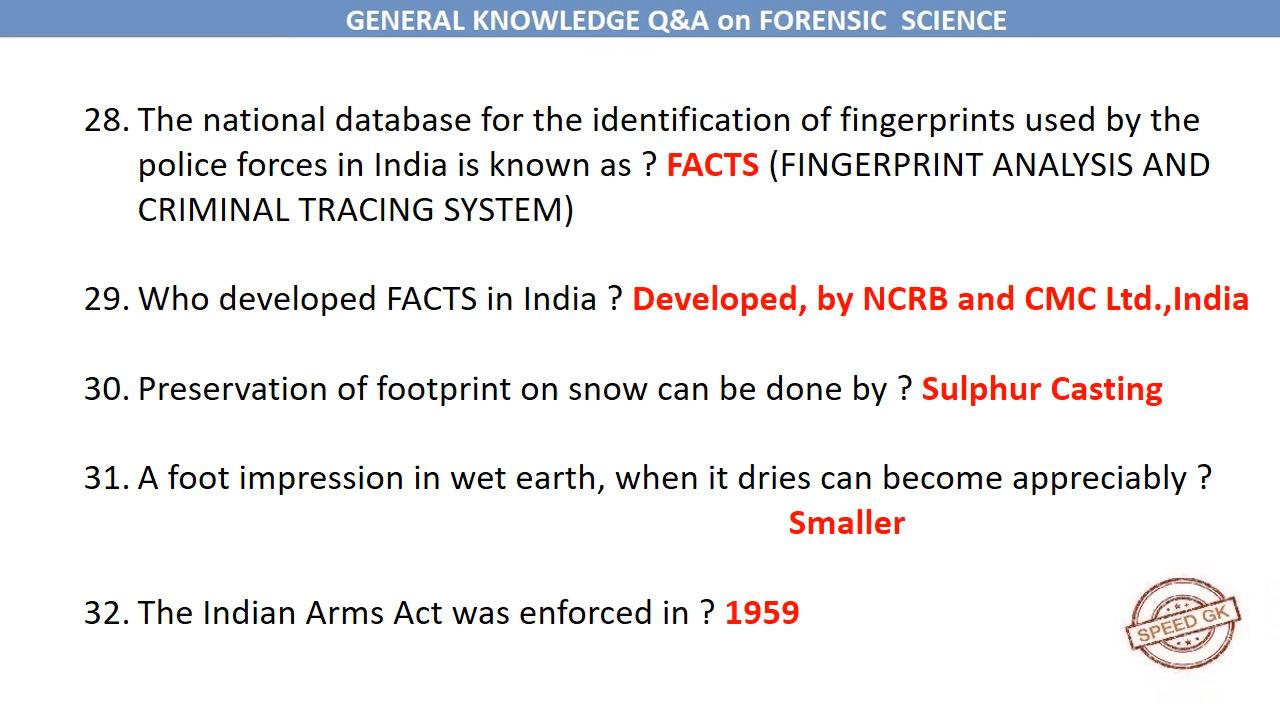 GENERAL KNOWLEDGE Q&A on FORENSIC SCIENCE
28. The national database for the identification of fingerprints used by the
police forces in India is known as ? FACTS (FINGERPRINT ANALYSIS AND
CRIMINAL TRACING SYSTEM)
29. Who developed FACTS in India ? Developed, by NCRB and CMC Ltd.,India
30. Preservation of footprint on snow can be done by ? Sulphur Casting
31. A foot impression in wet earth, when it dries can become appreciably ?
Smaller
32. The Indian Arms Act was enforced in ? 1959
SPEED GK